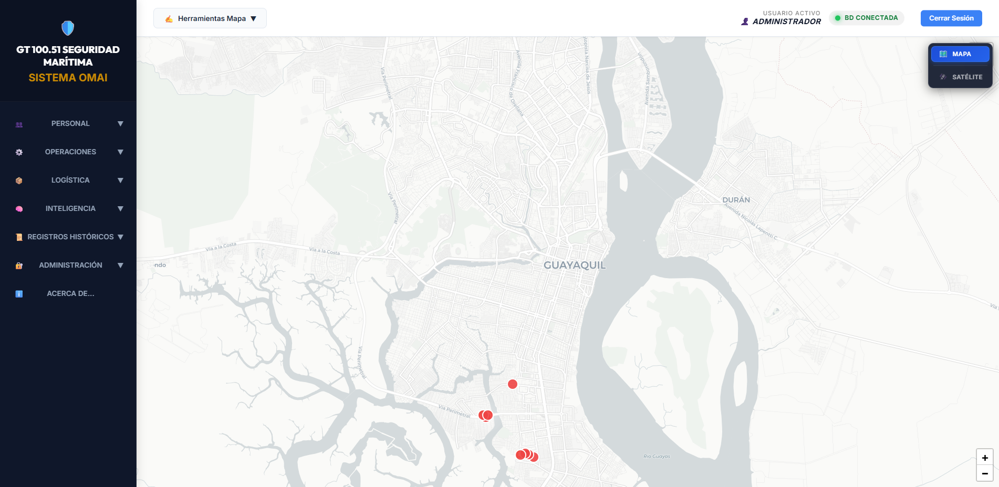 GT 100.51 SEGURIDAD
MARÍTIMA
SISTEMA OMAI
PERSONAL ▼
OPERACIONES ▼
LOGÍSTICA ▼
INTELIGENCIA ▼
REGISTROS HISTÓRICOS ▼
ADMINISTRACIÓN ▼
ACERCA DE...
Herramientas Mapa ▼
USUARIO ACTIVO
ADMINISTRADOR
BD CONECTADA
Cerrar Sesión
MAPA
SATÉLITE
Autopista Narcisa de Jesús
Avenida Francisco de Orellana
Avenida Samborondón
Vía Perimetral
Vía Perimetral
DURÁN
Avenida Nicolás Lapentti C.
Vía a la Costa
Vía a la Costa
GUAYAQUIL
Vía Perimetral
Vía Perimetral
Río Guayas
+
−